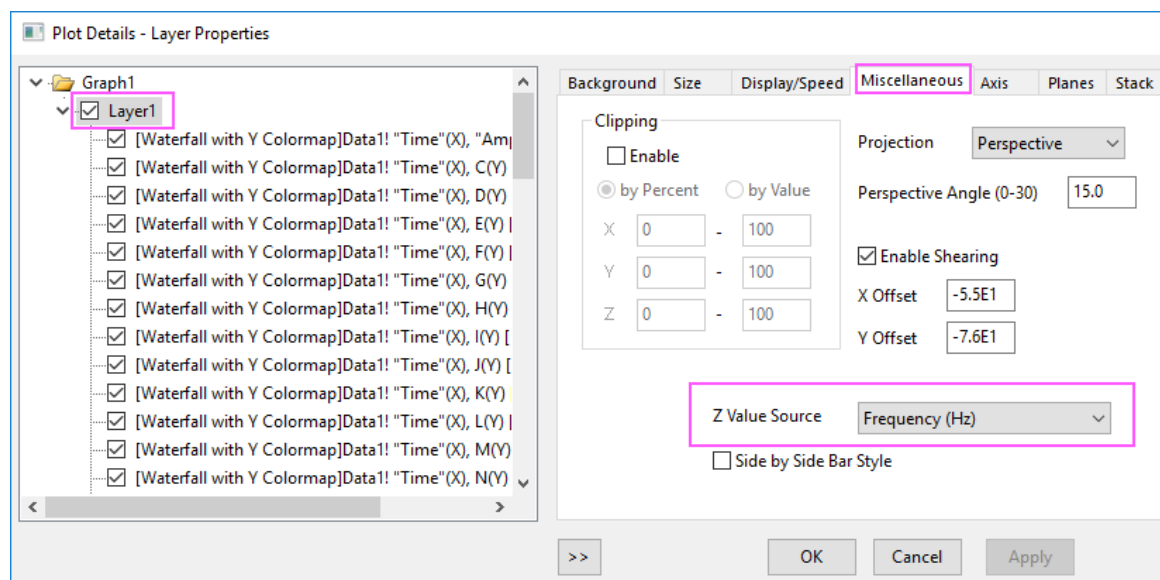 Plot Details - Layer Properties
Graph1
Layer1
[Waterfall with Y Colormap]Data1! "Time"(X), "Am
[Waterfall with Y Colormap]Data1! "Time"(X), C(Y)
[Waterfall with Y Colormap]Data1! "Time"(X), D(Y)
[Waterfall with Y Colormap]Data1! "Time"(X), E(Y) [
[Waterfall with Y Colormap]Data1! "Time"(X), F(Y) [
[Waterfall with Y Colormap]Data1! "Time"(X), G(Y)
[Waterfall with Y Colormap]Data1! "Time"(X), H(Y)
[Waterfall with Y Colormap]Data1! "Time"(X), I(Y) [
[Waterfall with Y Colormap]Data1! "Time"(X), J(Y) [
[Waterfall with Y Colormap]Data1! "Time"(X), K(Y)
[Waterfall with Y Colormap]Data1! "Time"(X), L(Y) [
[Waterfall with Y Colormap]Data1! "Time"(X), M(Y)
[Waterfall with Y Colormap]Data1! "Time"(X), N(Y)
Background Size Display/Speed Miscellaneous Axis Planes Stack
Clipping
Enable
by Percent by Value
X 0 - 100
Y 0 - 100
Z 0 - 100
Projection Perspective
Perspective Angle (0-30) 15.0
Enable Shearing
X Offset -5.5E1
Y Offset -7.6E1
Z Value Source Frequency (Hz)
Side by Side Bar Style
>> OK Cancel Apply